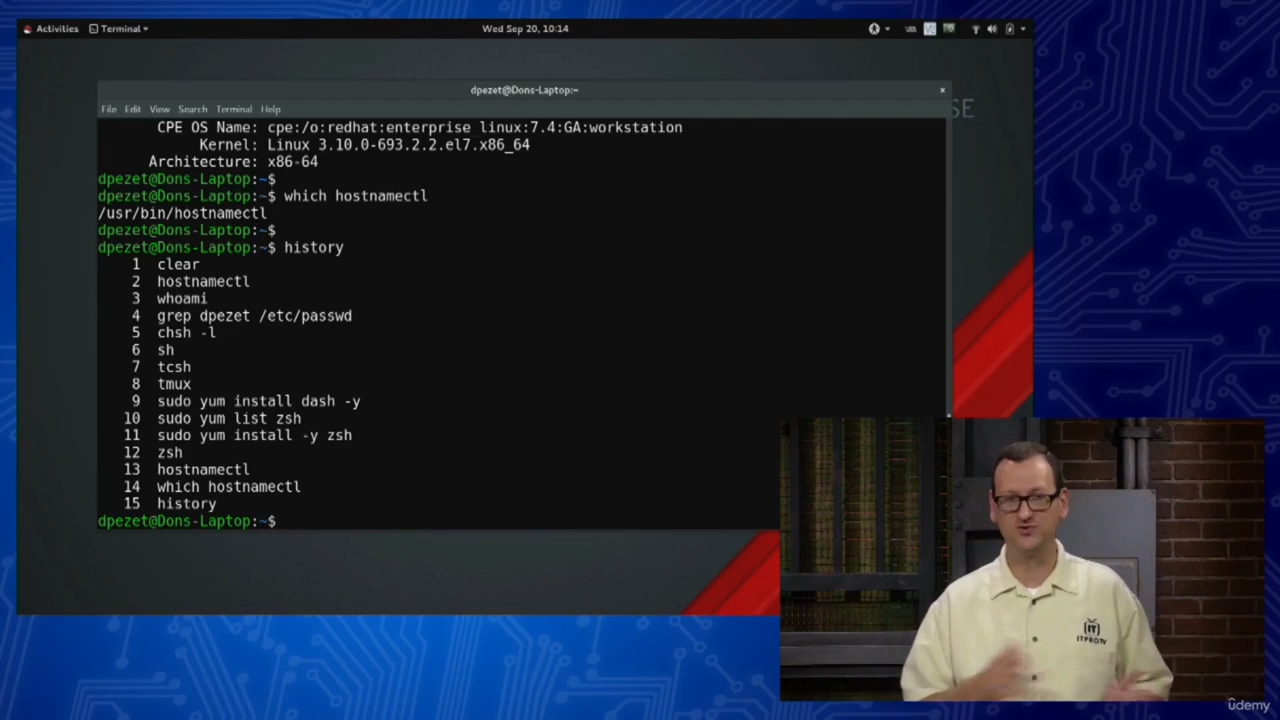 Activities Terminal Wed Sep 20, 10:14
SE
dpezet@Dons-Laptop:~ ×
File Edit View Search Terminal Help
CPE OS Name: cpe:/o:redhat:enterprise_linux:7.4:GA:workstation
Kernel: Linux 3.10.0-693.2.2.el7.x86_64
Architecture: x86-64
dpezet@Dons-Laptop:~$
dpezet@Dons-Laptop:~$ which hostnamectl
/usr/bin/hostnamectl
dpezet@Dons-Laptop:~$
dpezet@Dons-Laptop:~$ history
1 clear
2 hostnamectl
3 whoami
4 grep dpezet /etc/passwd
5 chsh -l
6 sh
7 tcsh
8 tmux
9 sudo yum install dash -y
10 sudo yum list zsh
11 sudo yum install -y zsh
12 zsh
13 hostnamectl
14 which hostnamectl
15 history
dpezet@Dons-Laptop:~$
IT
ITPROTV
ûdemy